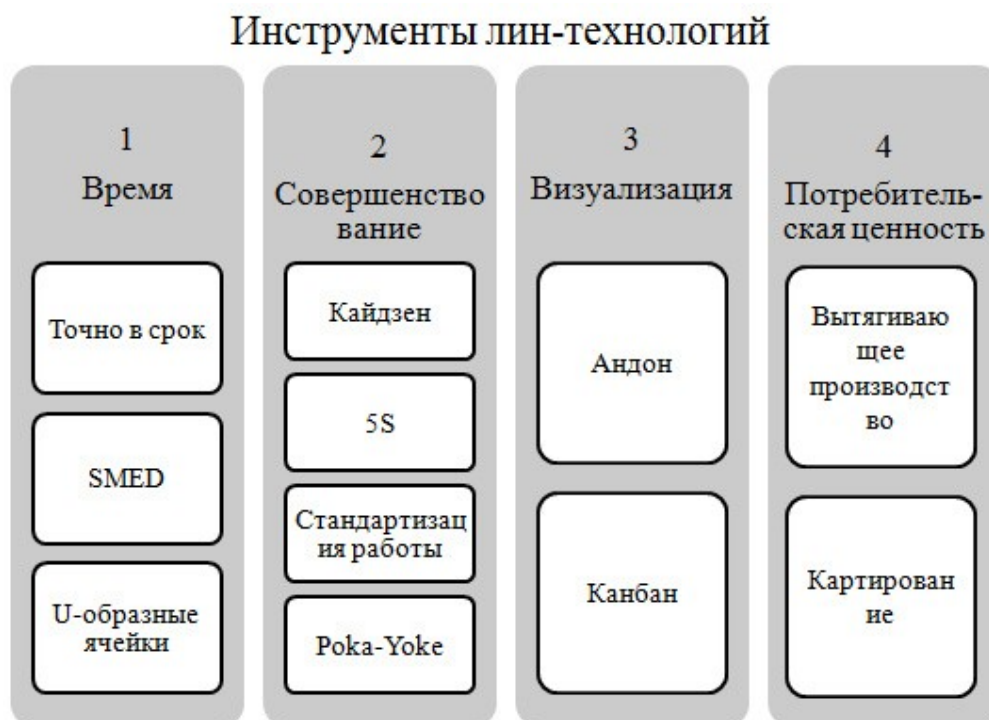 Инструменты лин-технологий
1
Время
Точно в срок
SMED
U-образные
ячейки
2
Совершенство
вание
Кайдзен
5S
Стандартизац
ия работы
Poka-Yoke
3
Визуализация
Андон
Канбан
4
Потребитель-
ская ценность
Вытягиваю
щее
производст
во
Картирован
ие